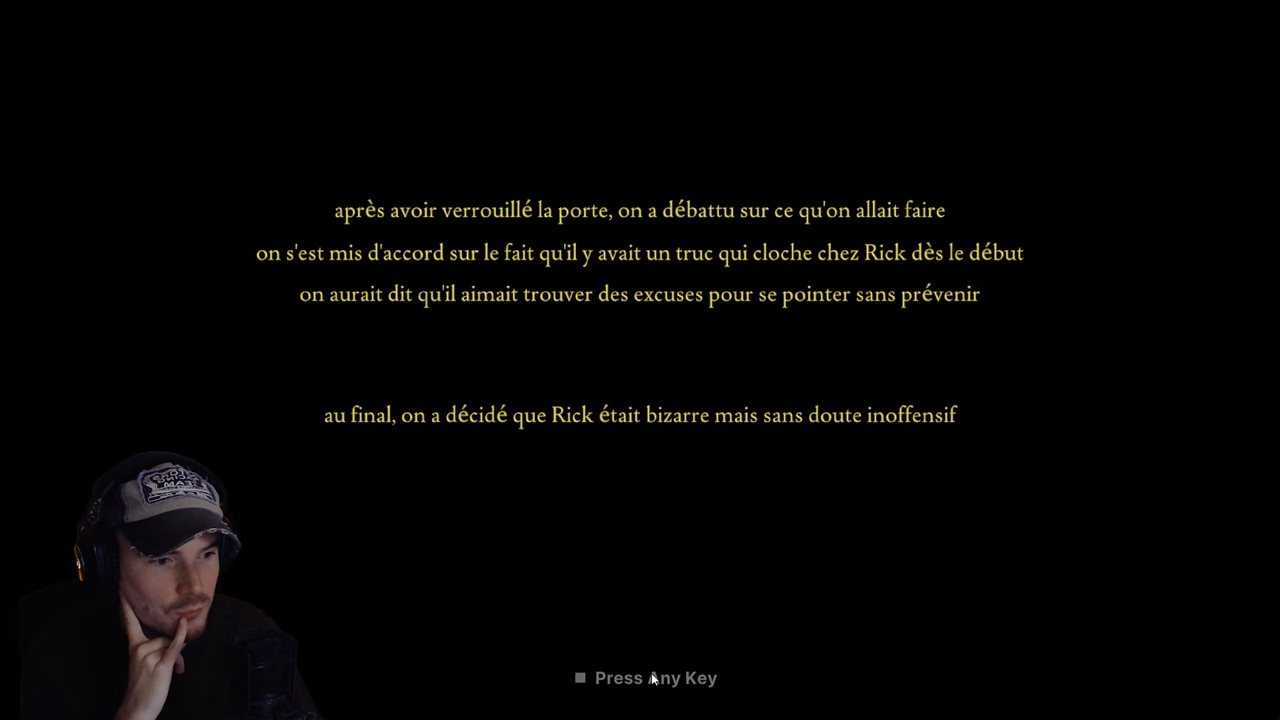 après avoir verrouillé la porte, on a débattu sur ce qu'on allait faire
on s'est mis d'accord sur le fait qu'il y avait un truc qui cloche chez Rick dès le début
on aurait dit qu'il aimait trouver des excuses pour se pointer sans prévenir
au final, on a décidé que Rick était bizarre mais sans doute inoffensif
Press Any Key